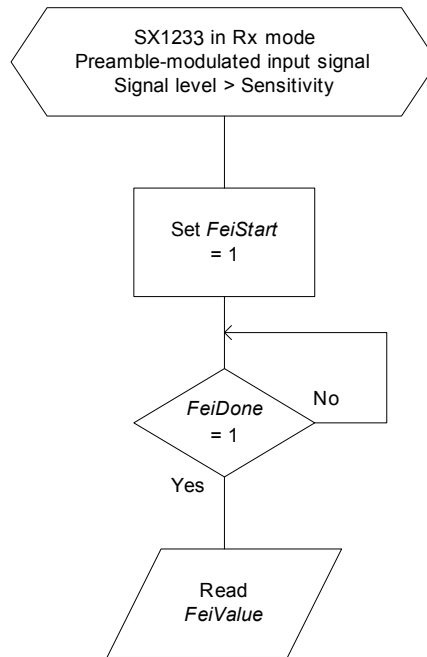 SX1233 in Rx mode
Preamble-modulated input signal
Signal level > Sensitivity
Set FeiStart
= 1
FeiDone
= 1
No
Yes
Read
FeiValue